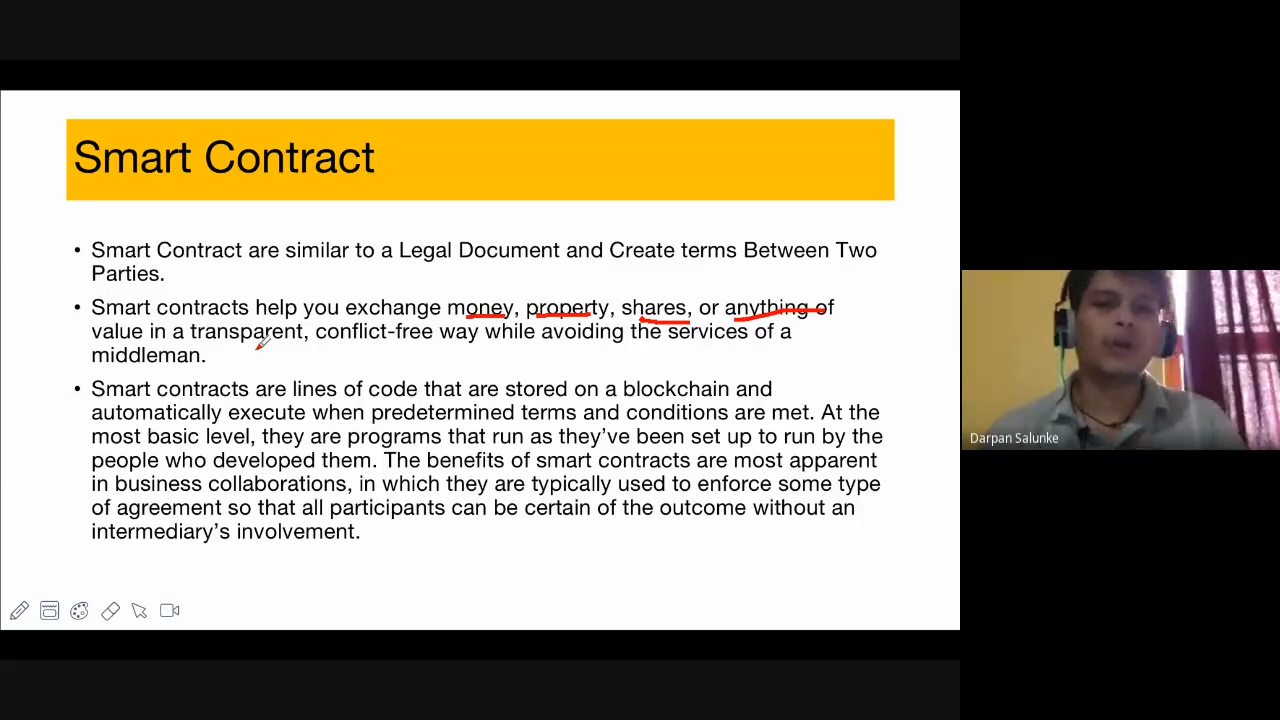 Smart Contract
• Smart Contract are similar to a Legal Document and Create terms Between Two
Parties.
• Smart contracts help you exchange money, property, shares, or anything of
value in a transparent, conflict-free way while avoiding the services of a
middleman.
• Smart contracts are lines of code that are stored on a blockchain and
automatically execute when predetermined terms and conditions are met. At the
most basic level, they are programs that run as they’ve been set up to run by the
people who developed them. The benefits of smart contracts are most apparent
in business collaborations, in which they are typically used to enforce some type
of agreement so that all participants can be certain of the outcome without an
intermediary’s involvement.
Darpan Salunke